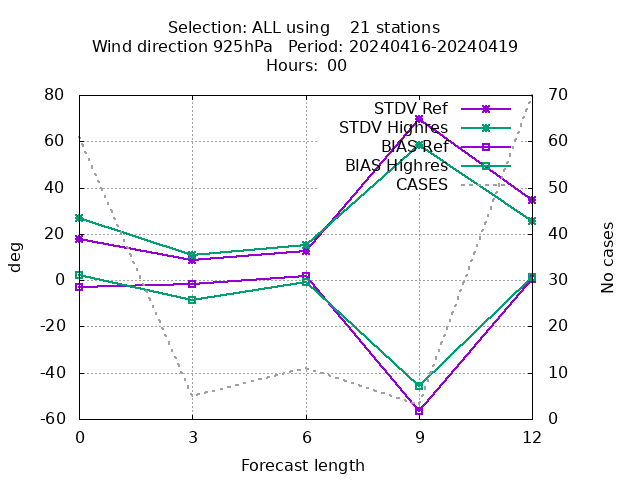 Selection: ALL using    21 stations
Wind direction 925hPa   Period: 20240416-20240419
Hours: 00
80
60
40
20
0
-20
-40
-60
deg
70
60
50
40
30
20
10
0
No cases
STDV Ref
STDV Highres
BIAS Ref
BIAS Highres
CASES
0 3 6 9 12
Forecast length